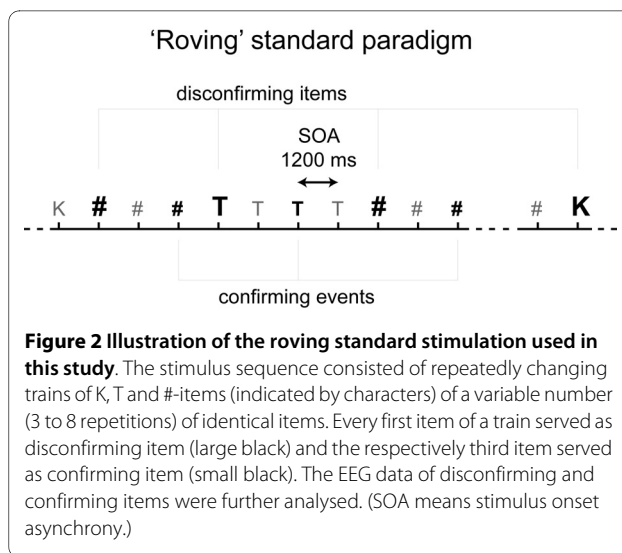 'Roving' standard paradigm
disconfirming items
SOA
1200 ms
K # # # T T T T # # # # K
confirming events
Figure 2 Illustration of the roving standard stimulation used in
this study. The stimulus sequence consisted of repeatedly changing
trains of K, T and #-items (indicated by characters) of a variable number
(3 to 8 repetitions) of identical items. Every first item of a train served as
disconfirming item (large black) and the respectively third item served
as confirming item (small black). The EEG data of disconfirming and
confirming items were further analysed. (SOA means stimulus onset
asynchrony.)